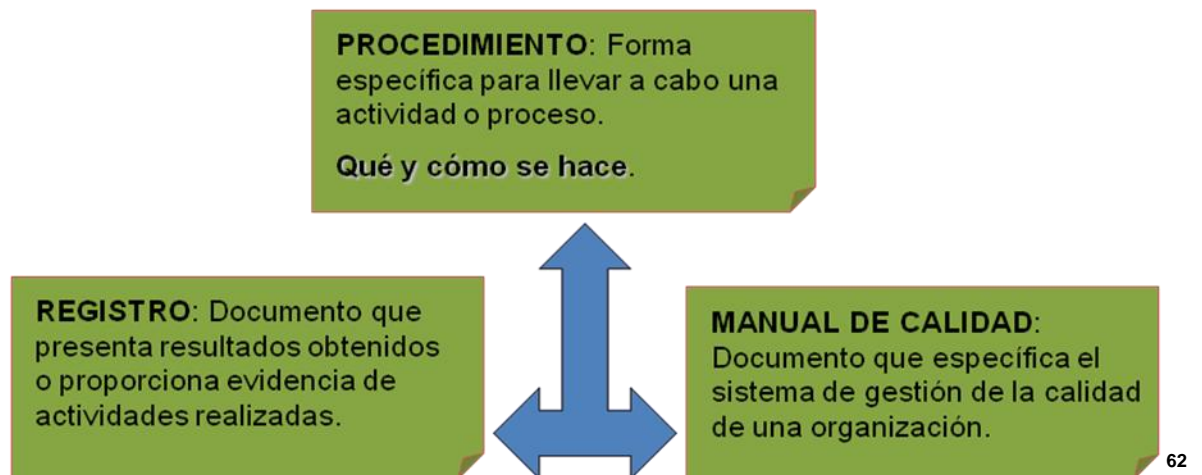 PROCEDIMIENTO: Forma
específica para llevar a cabo una
actividad o proceso.
Qué y cómo se hace.
REGISTRO: Documento que
presenta resultados obtenidos
o proporciona evidencia de
actividades realizadas.
MANUAL DE CALIDAD:
Documento que específica el
sistema de gestión de la calidad
de una organización.
62